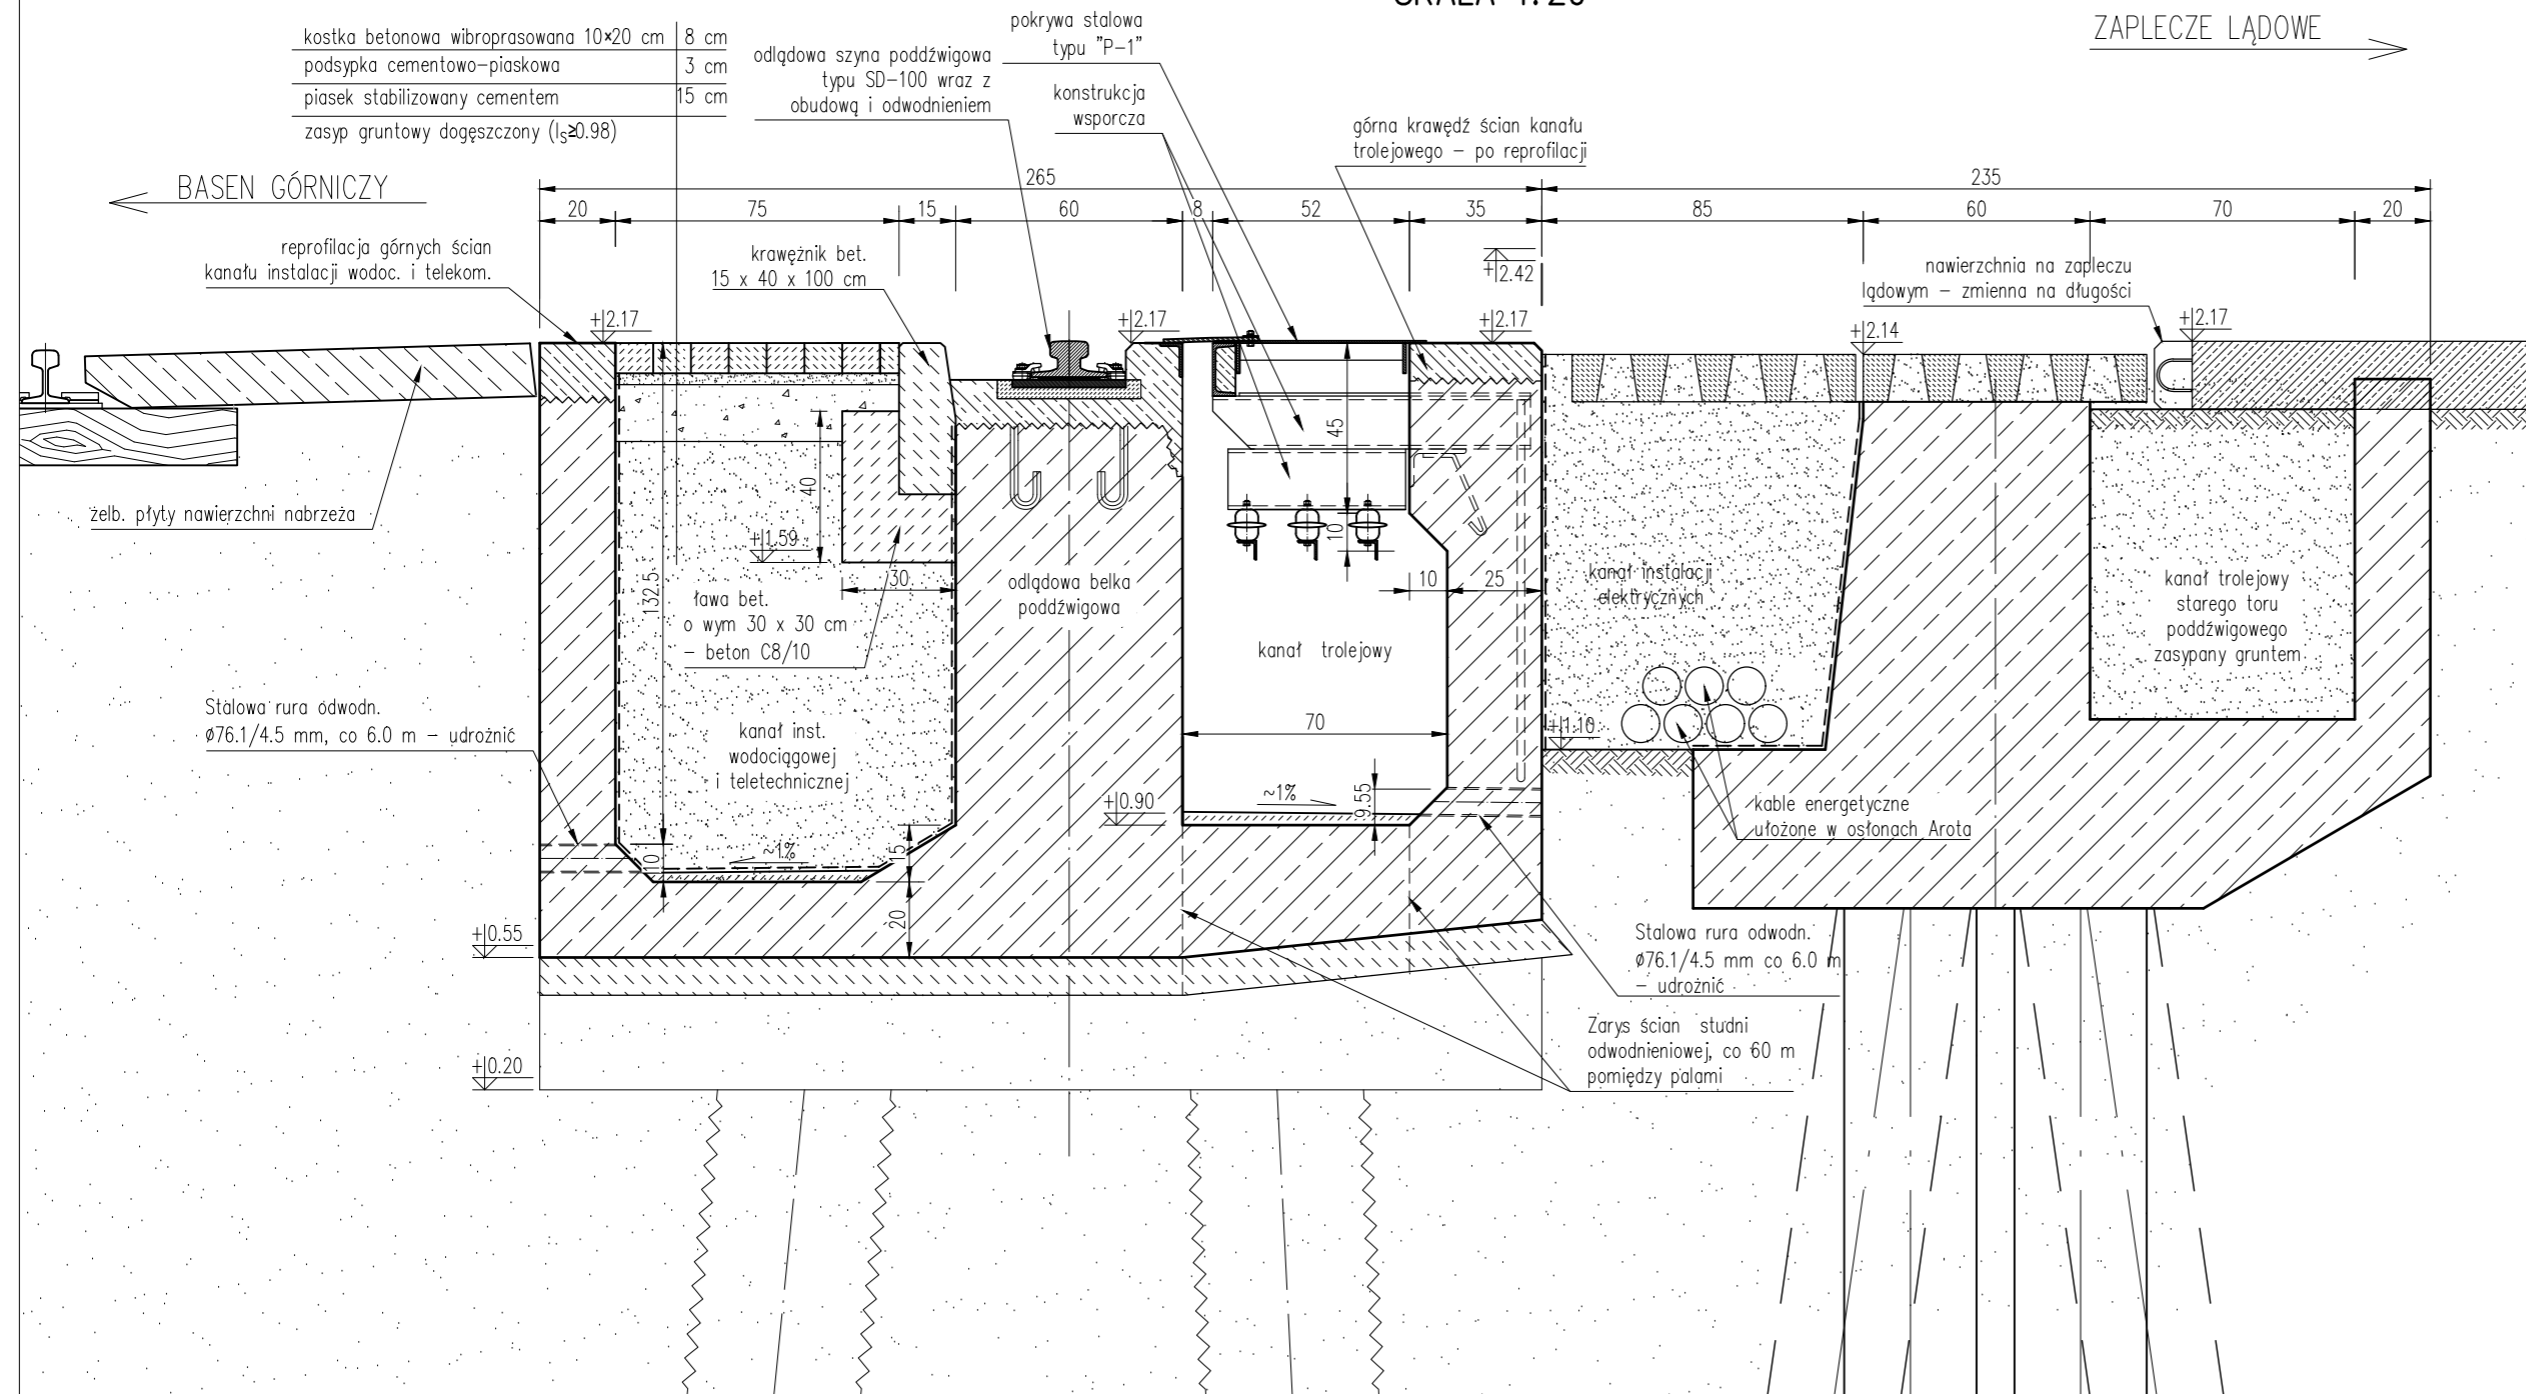 ZAPLECZE LĄDOWE
kostka betonowa wibroprasowana 10×20 cm 8 cm
podsypka cementowo-piaskowa 3 cm
piasek stabilizowany cementem 15 cm
zasyp gruntowy dogęszczony (Is≥0.98)
odlądowa szyna poddźwigowa
typu SD-100 wraz z
obudową i odwodnieniem
pokrywa stalowa
typu "P-1"
konstrukcja
wsporcza
górna krawędź ścian kanału
trolejowego - po reprofilacji
BASEN GÓRNICZY
265
235
20
75
15
60
8
52
35
85
60
70
20
reprofilacja górnych ścian
kanału instalacji wodoc. i telekom.
krawężnik bet.
15 x 40 x 100 cm
+2.42
nawierzchnia na zapleczu
lądowym - zmienna na długości
+2.17
+2.17
+2.17
+2.14
+2.17
45
40
10
żelb. płyty nawierzchni nabrzeża
+1.59
30
132.5
10
25
ława bet.
o wym 30 x 30 cm
- beton C8/10
odlądowa belka
poddźwigowa
kanał instalacji
elektrycznych
kanał trolejowy
starego toru
poddźwigowego
zasypany gruntem
kanał trolejowy
Stalowa rura odwodn.
ø76.1/4.5 mm, co 6.0 m - udrożnić
kanał inst.
wodociągowej
i teletechnicznej
70
+1.10
+0.90
~1%
9.55
kable energetyczne
ułożone w osłonach Arota
~1%
10
15
20
+0.55
Stalowa rura odwodn.
ø76.1/4.5 mm co 6.0 m
- udrożnić
Zarys ścian studni
odwodnieniowej, co 60 m
pomiędzy palami
+0.20